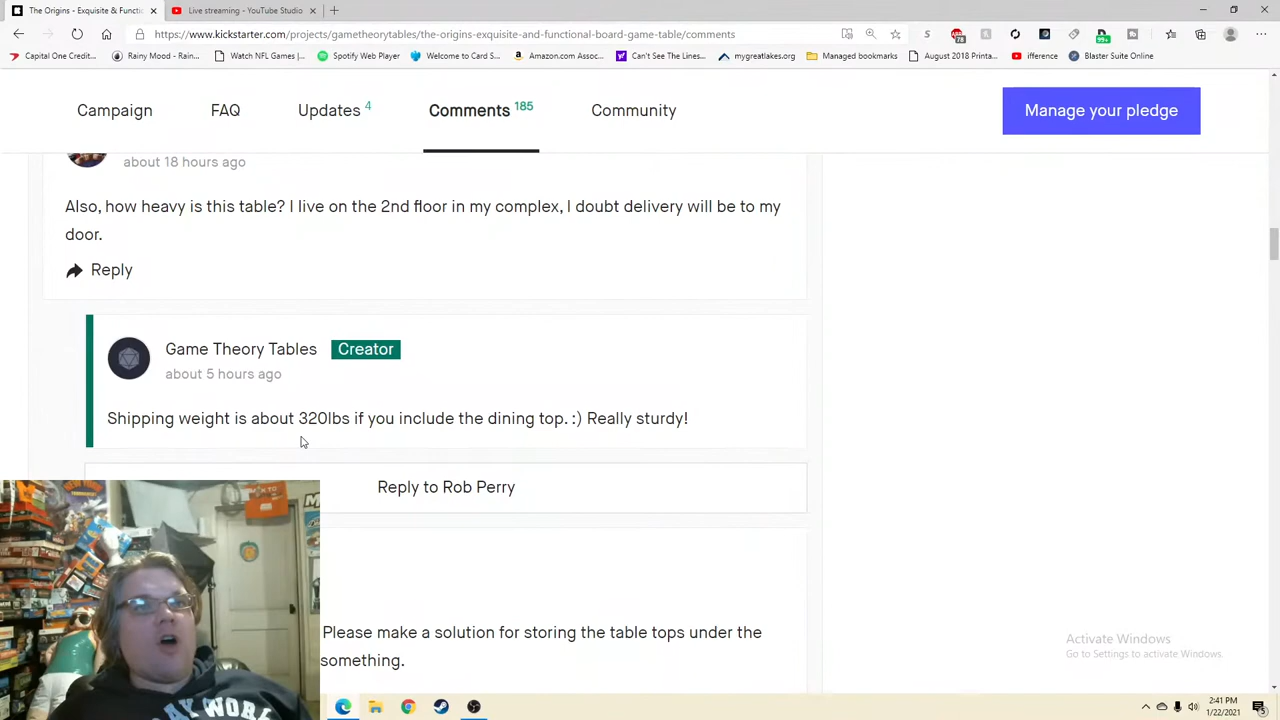 The Origins - Exquisite & Functi
Live streaming - YouTube Studio
https://www.kickstarter.com/projects/gametheorytables/the-origins-exquisite-and-functional-board-game-table/comments
Capital One Credit...
Rainy Mood - Rain...
Watch NFL Games |...
Spotify Web Player
Welcome to Card S...
Amazon.com Assoc...
Can't See The Lines...
mygreatlakes.org
Managed bookmarks
August 2018 Printa...
ifference
Blaster Suite Online
Campaign
FAQ
Updates 4
Comments 185
Community
Manage your pledge
about 18 hours ago
Also, how heavy is this table? I live on the 2nd floor in my complex, I doubt delivery will be to my
door.
Reply
Game Theory Tables Creator
about 5 hours ago
Shipping weight is about 320lbs if you include the dining top. :) Really sturdy!
Reply to Rob Perry
Please make a solution for storing the table tops under the
something.
Activate Windows
Go to Settings to activate Windows.
2:41 PM
1/22/2021